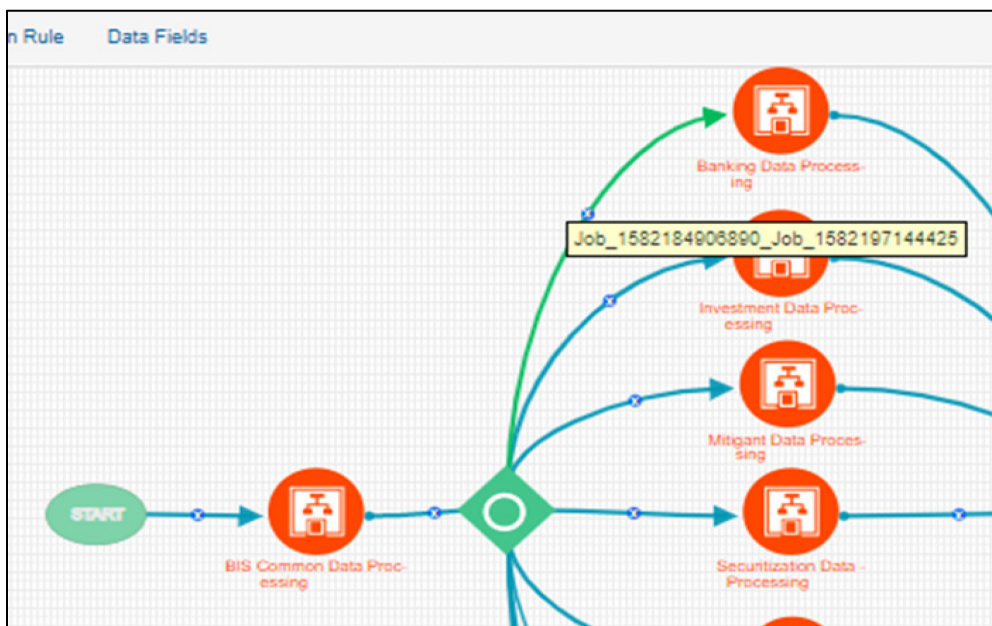 n Rule
Data Fields
Banking Data Process-
ing
Job_1582184906890_Job_1582197144425
Investment Data Proc-
essing
Mitigant Data Proces-
sing
START
BIS Common Data Proc-
essing
Securitization Data -
Processing